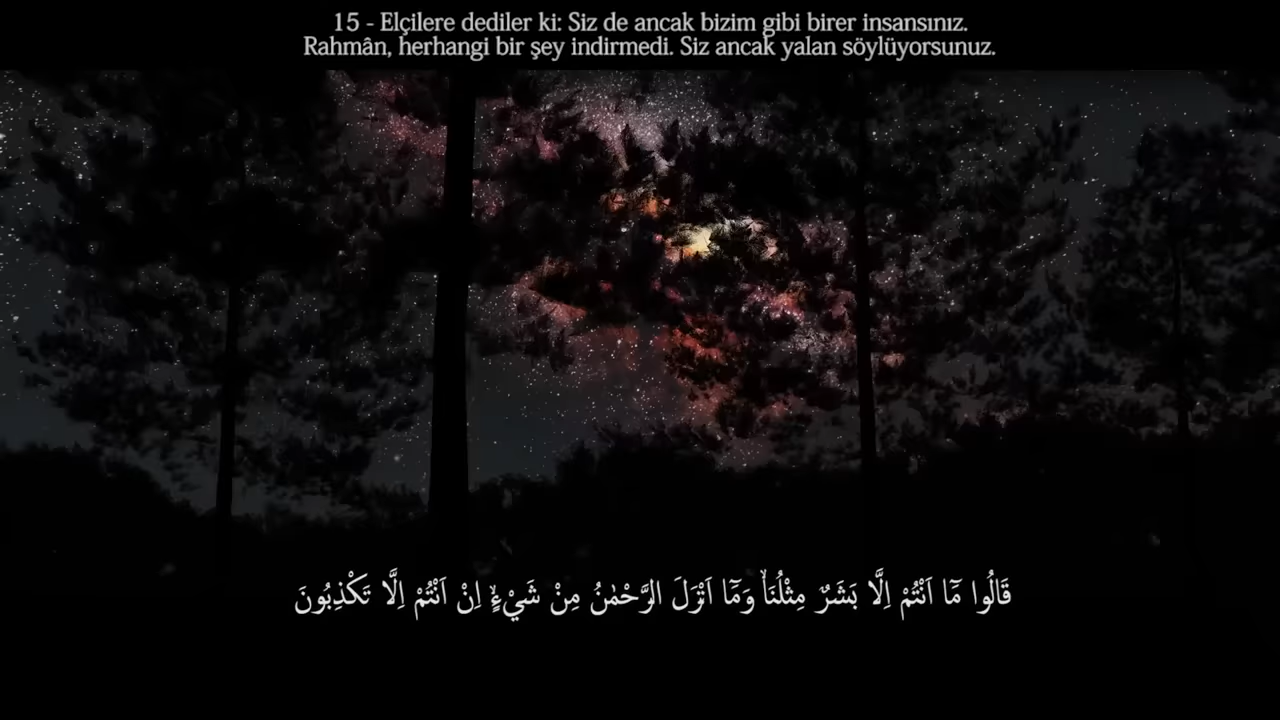 15 - Elçilere dediler ki: Siz de ancak bizim gibi birer insansınız.
Rahmân, herhangi bir şey indirmedi. Siz ancak yalan söylüyorsunuz.
قَالُوا مَٓا اَنْتُمْ اِلَّا بَشَرٌ مِثْلُنَاۙ وَمَٓا اَنْزَلَ الرَّحْمٰنُ مِنْ شَيْءٍۙ اِنْ اَنْتُمْ اِلَّا تَكْذِبُونَ